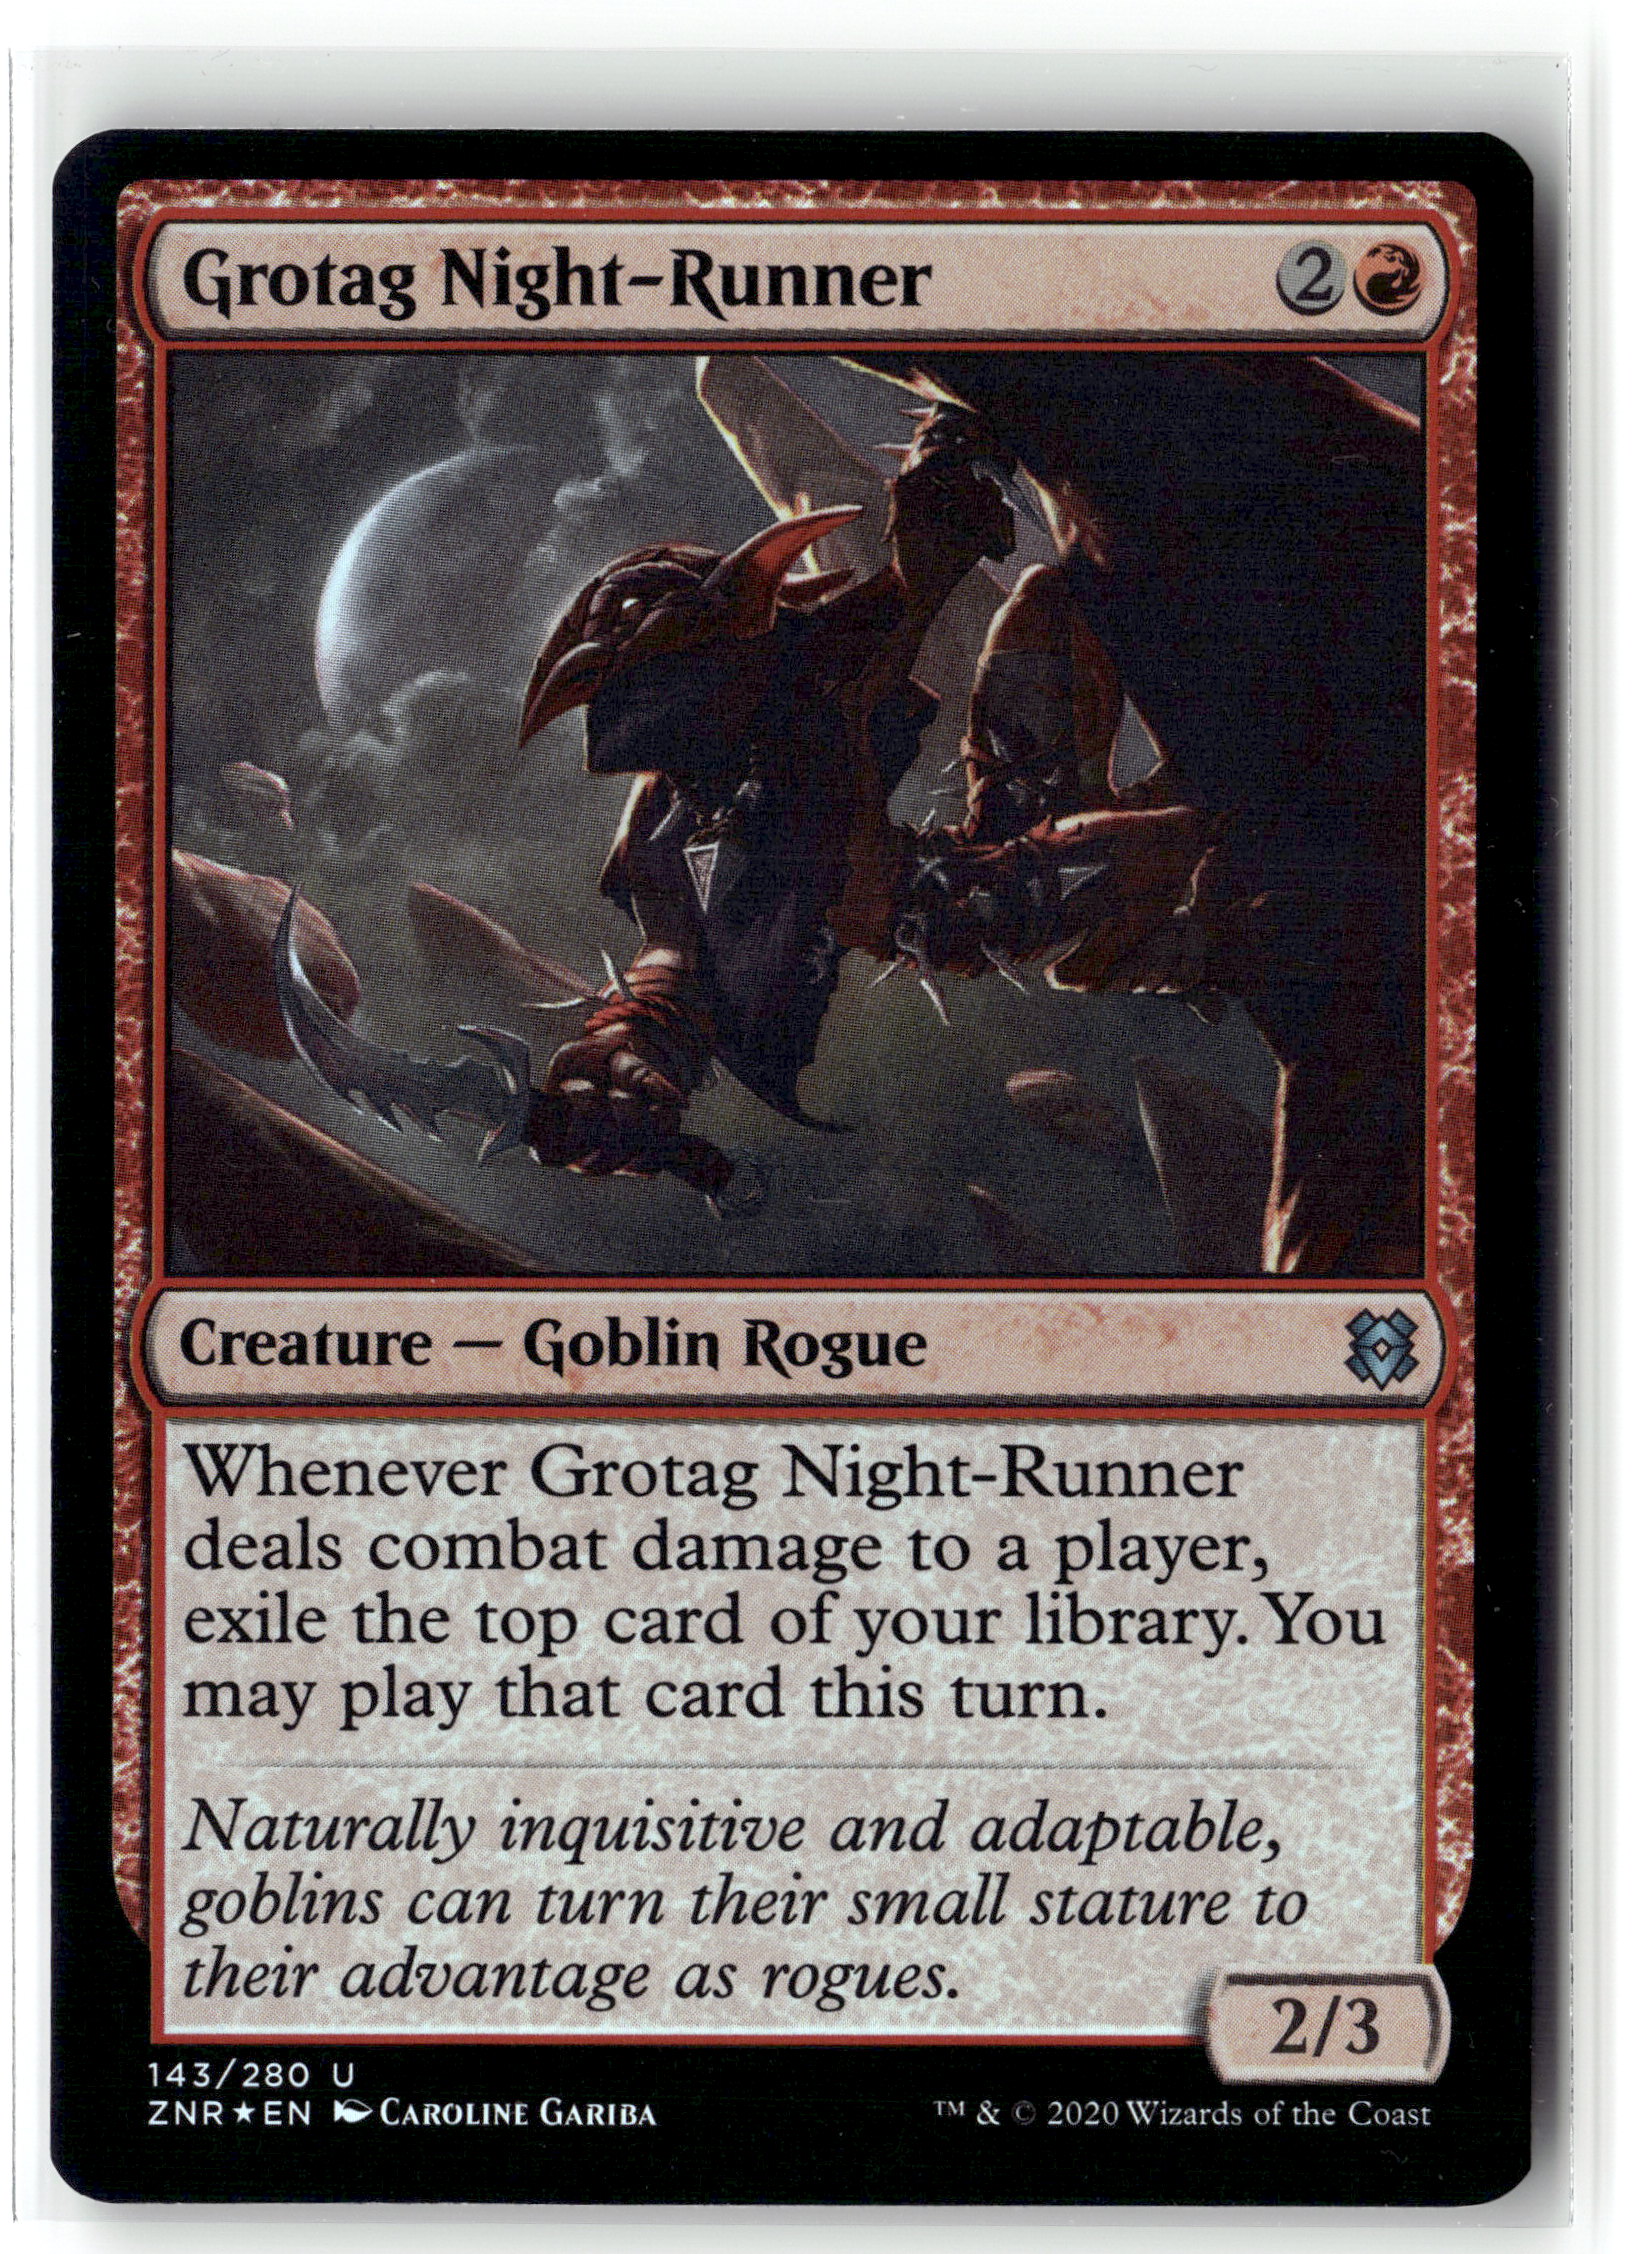 Grotag Night-Runner 2
Creature — Goblin Rogue
Whenever Grotag Night-Runner
deals combat damage to a player,
exile the top card of your library. You
may play that card this turn.
Naturally inquisitive and adaptable,
goblins can turn their small stature to
their advantage as rogues.
2/3
143/280 U
ZNR★EN CAROLINE GARIBA
™ & © 2020 Wizards of the Coast